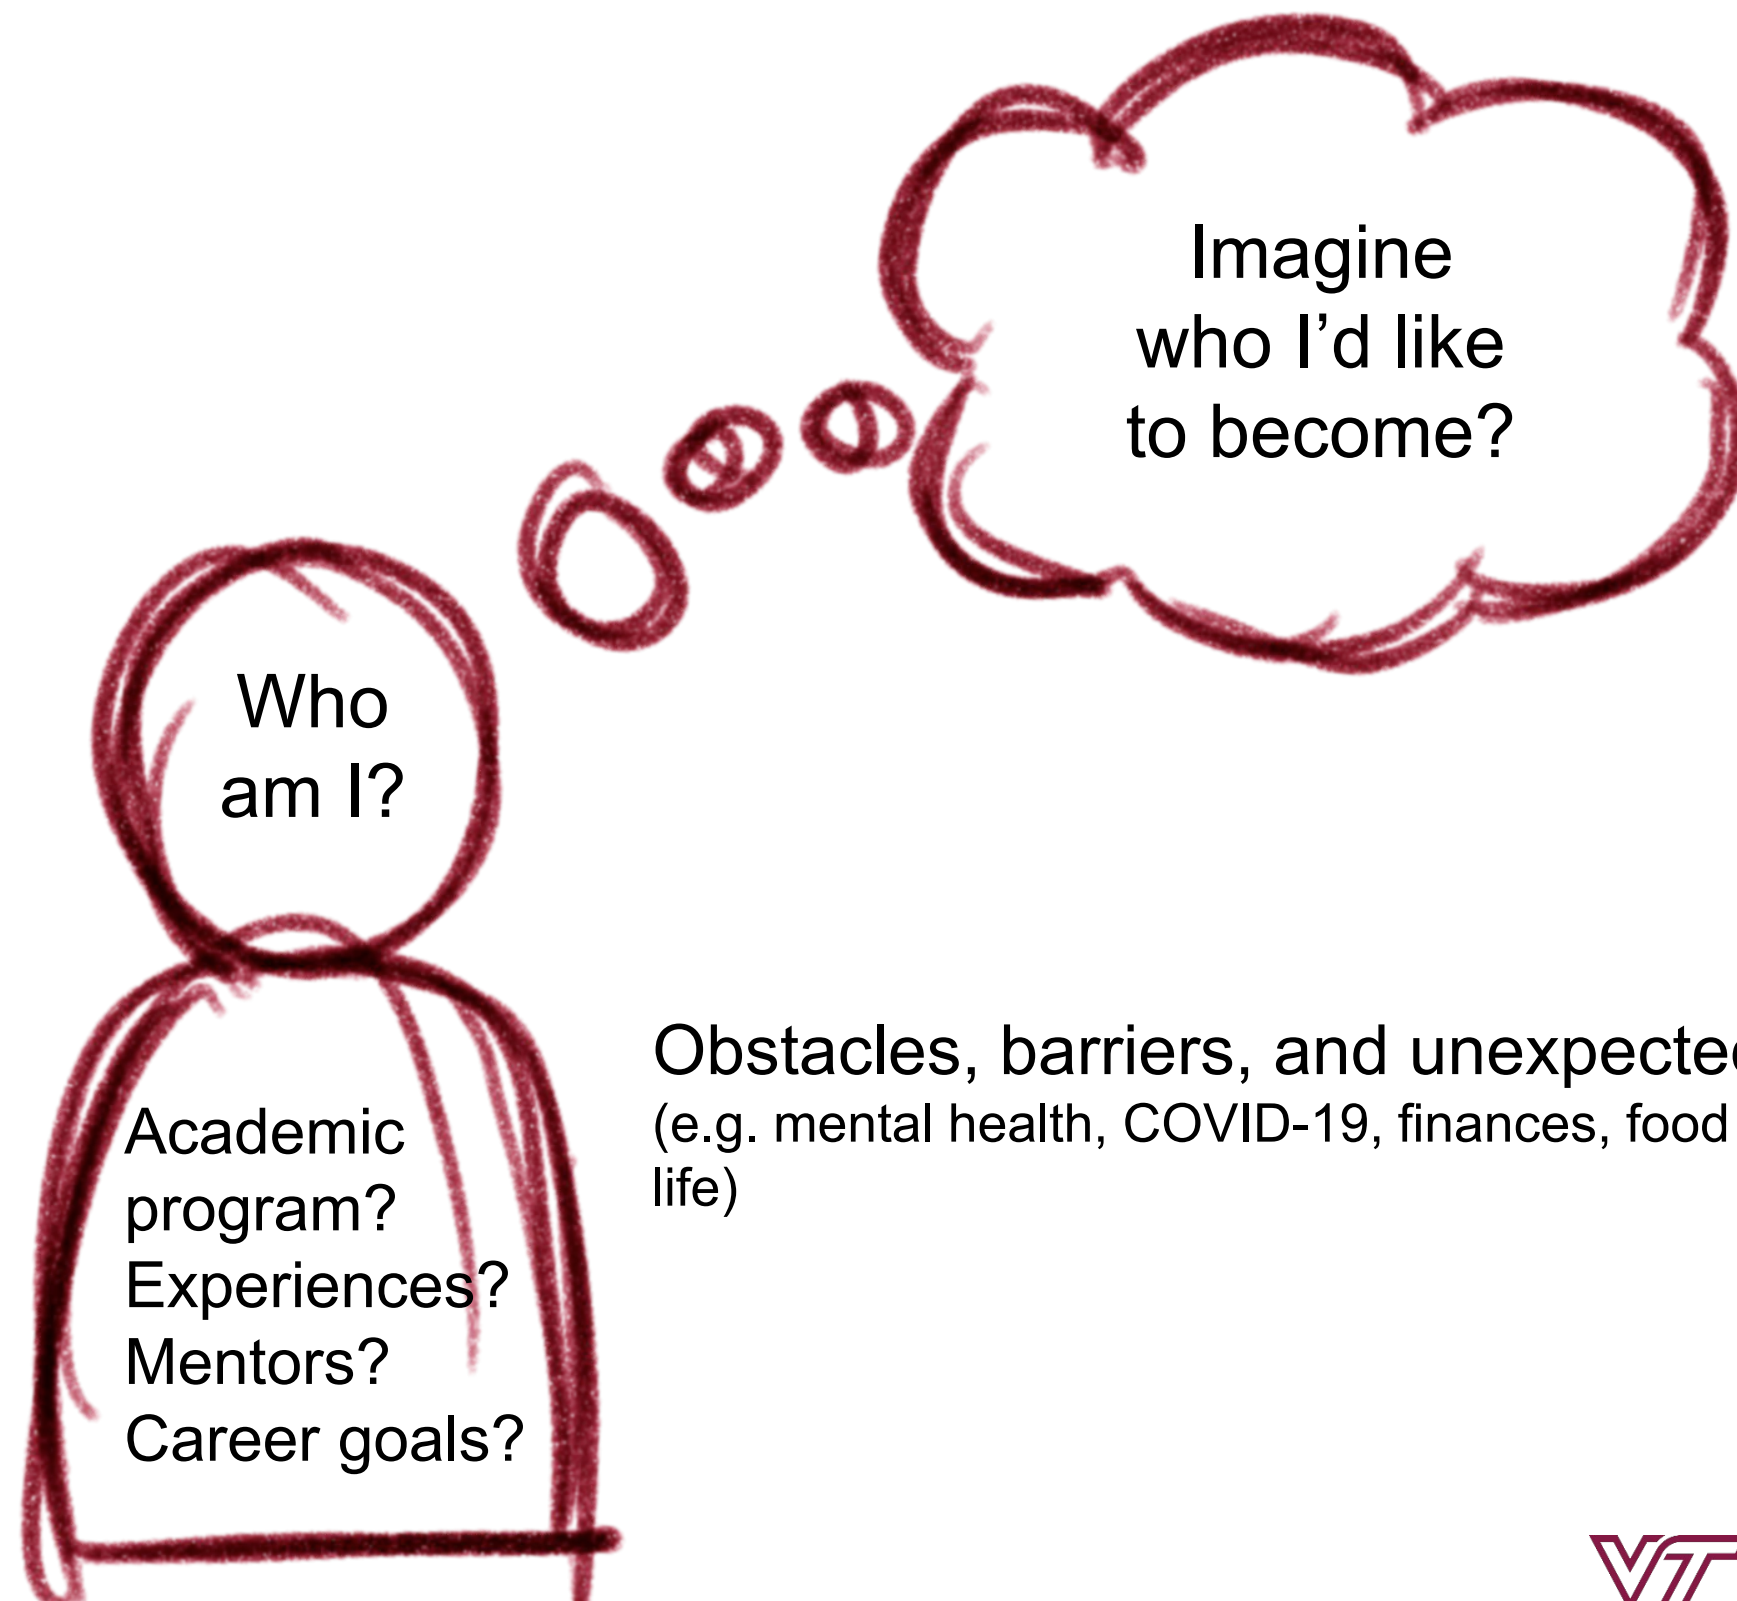 Imagine
who I’d like
to become?
Who
am I?
Obstacles, barriers, and
(e.g. mental health, COVID-19, finances, food
life)
Academic
program?
Experiences?
Mentors?
Career goals?
VT